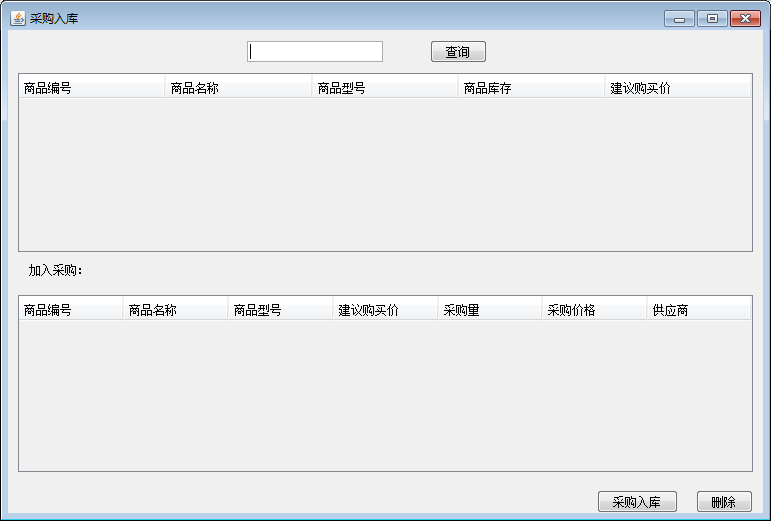 采购入库
查询
商品编号 商品名称 商品型号 商品库存 建议购买价
加入采购：
商品编号 商品名称 商品型号 建议购买价 采购量 采购价格 供应商
采购入库 删除